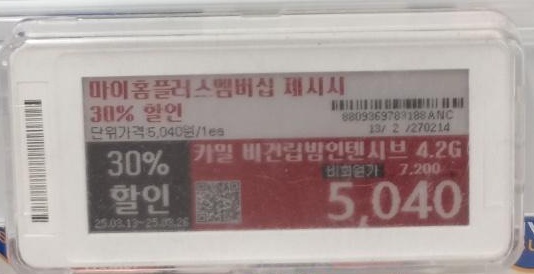 마이홈플러스멤버십 제시시
30% 할인
8809369788188ANC
단위가격:5,040원/1ea
13/ 2 /270214
30%
할인
25.03.13~25.03.26
카일 비건립밤인텐시브 4.2G
비회원가 7,200
5,040